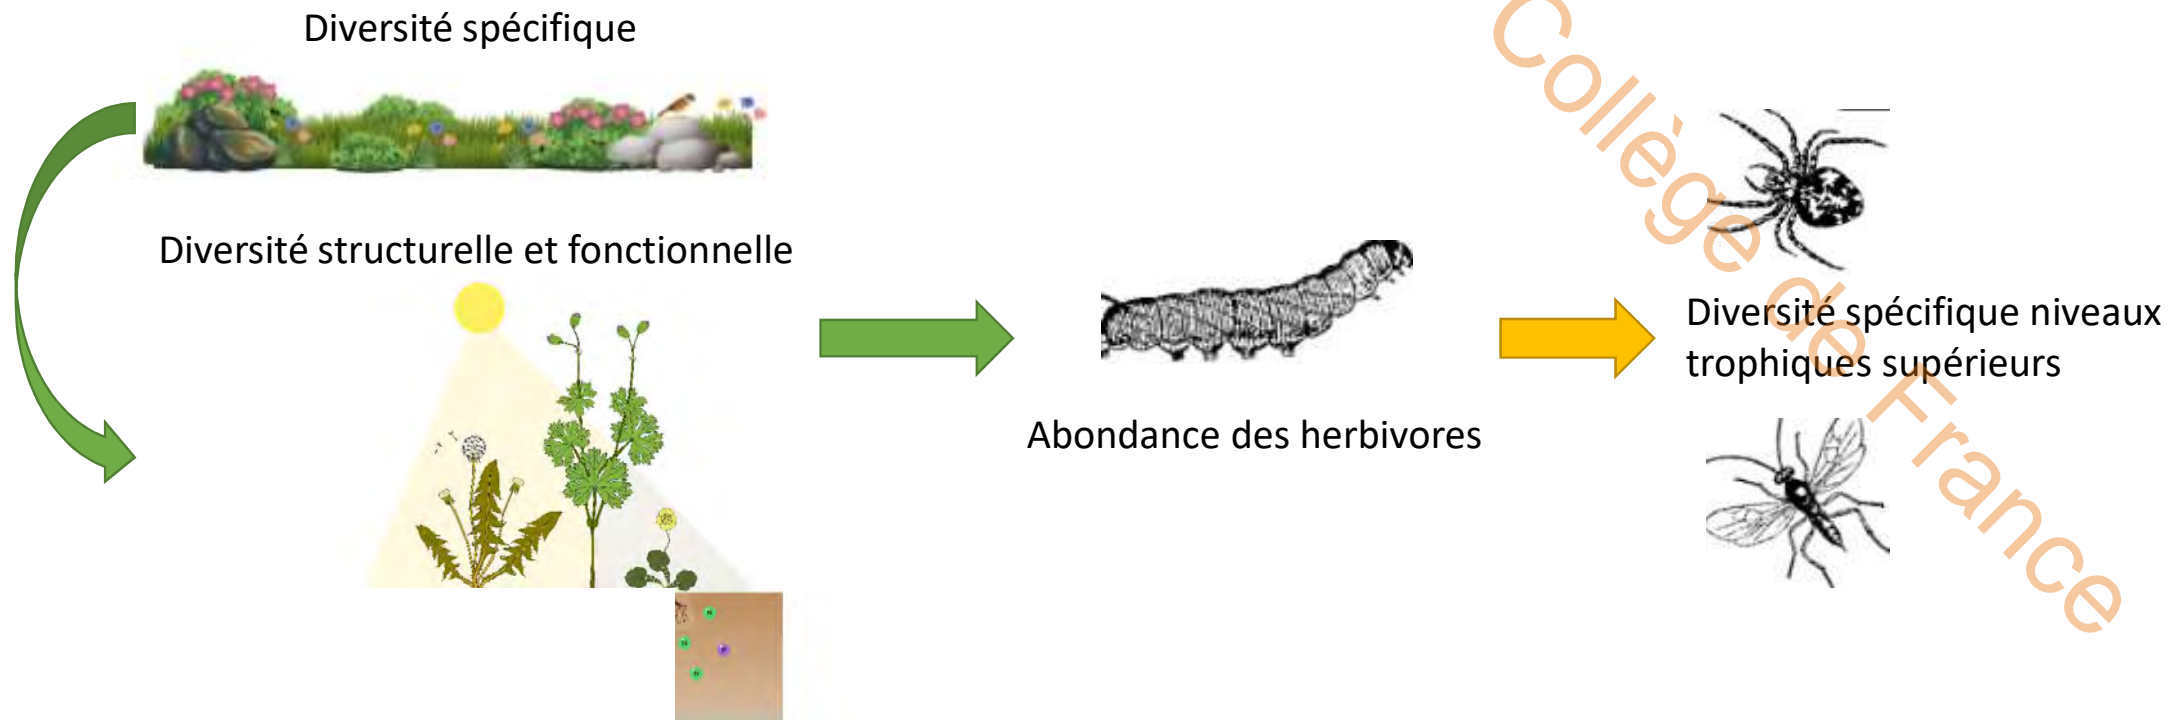 Diversité spécifique
Diversité structurelle et fonctionnelle
Abondance des herbivores
Diversité spécifique niveaux
trophiques supérieurs
Collège de France
N
N
P
N